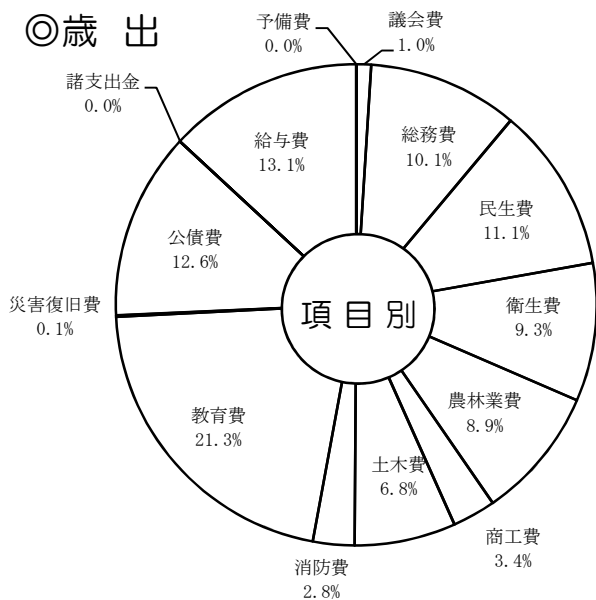 ◎歳 出
予備費
0.0%
議会費
1.0%
総務費
10.1%
民生費
11.1%
衛生費
9.3%
農林業費
8.9%
商工費
3.4%
土木費
6.8%
消防費
2.8%
教育費
21.3%
災害復旧費
0.1%
公債費
12.6%
諸支出金
0.0%
給与費
13.1%
項目別